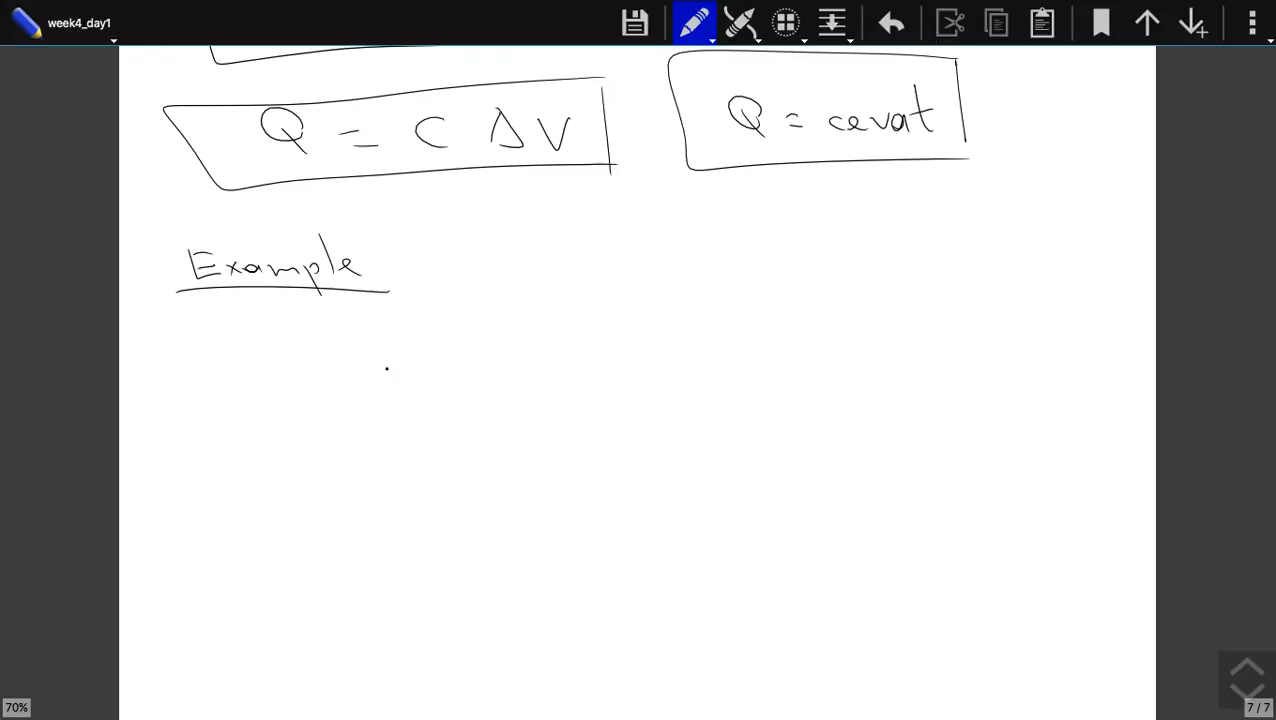 week4_day1
Q = C ΔV
Q = cevat
Example
70%
7 / 7